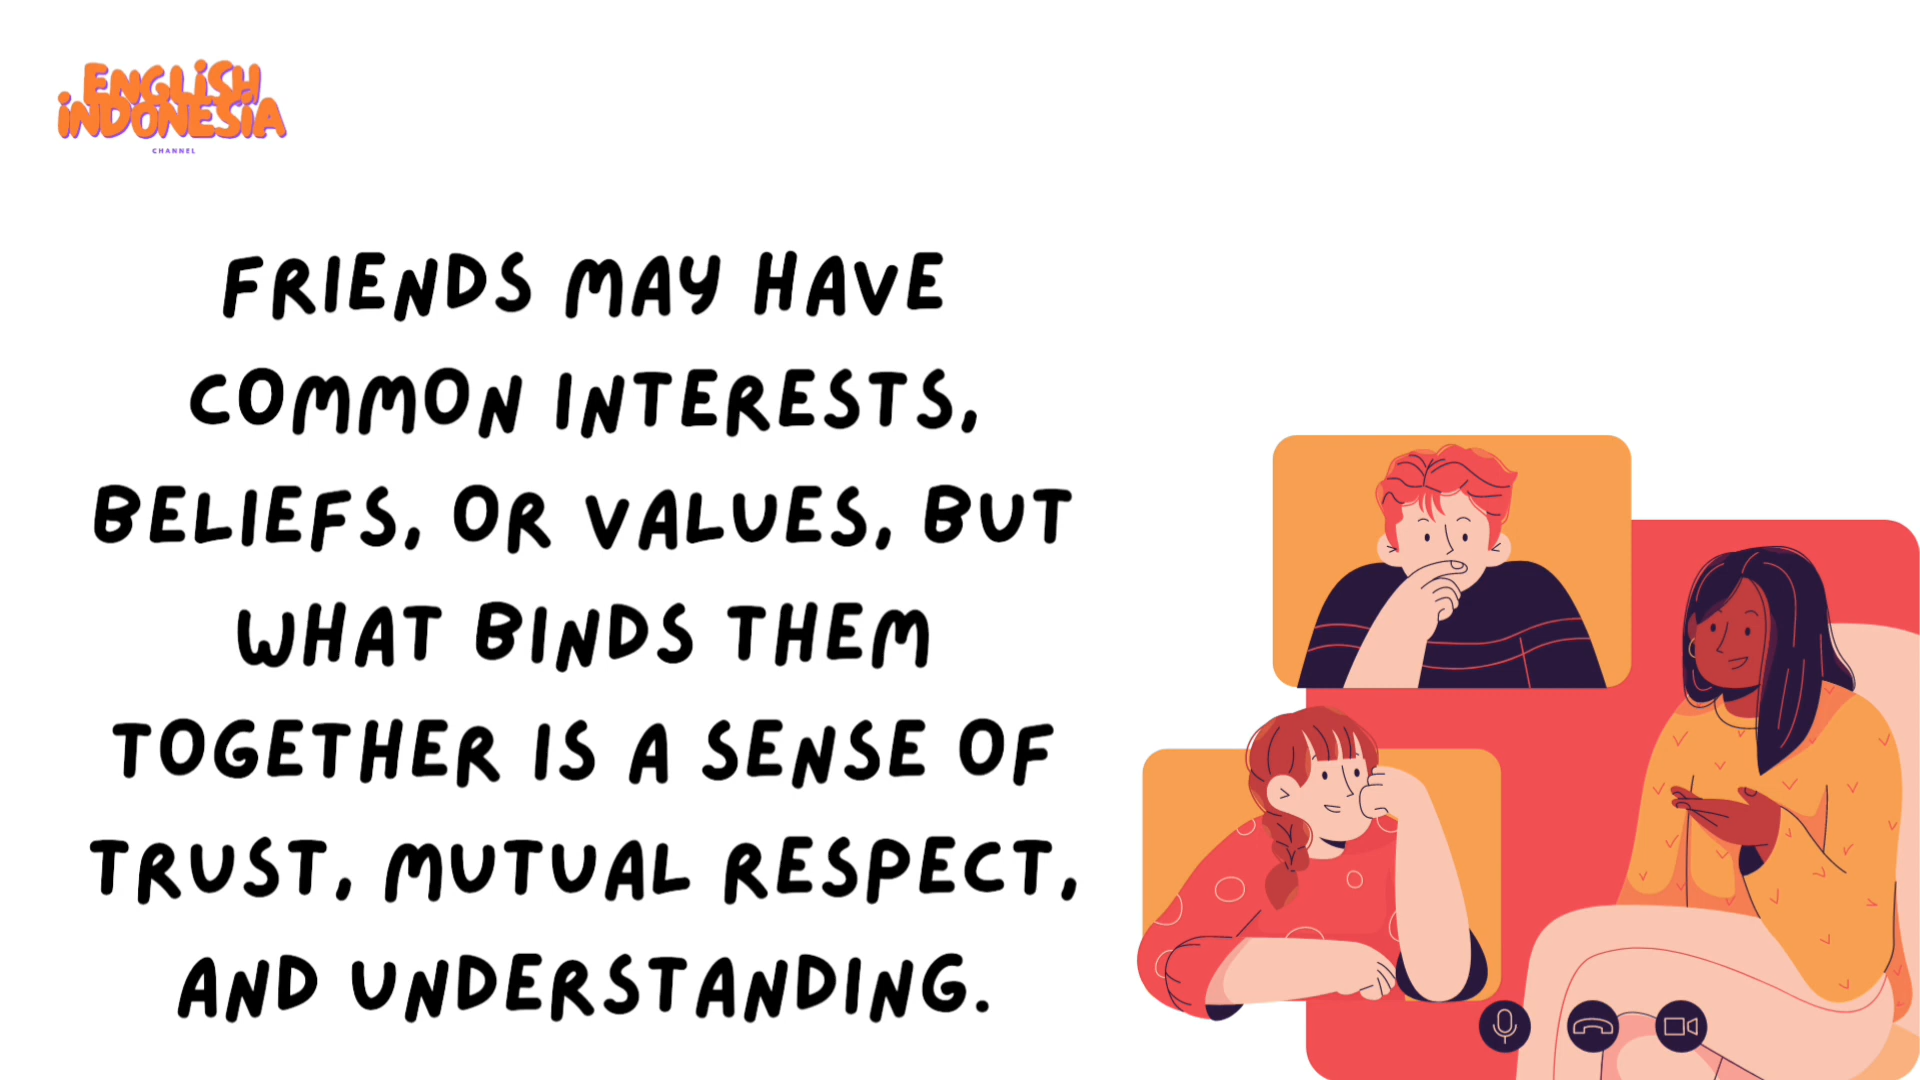 ENGLISH
INDONESIA
CHANNEL
FRIENDS MAY HAVE
COMMON INTERESTS,
BELIEFS, OR VALUES, BUT
WHAT BINDS THEM
TOGETHER IS A SENSE OF
TRUST, MUTUAL RESPECT,
AND UNDERSTANDING.